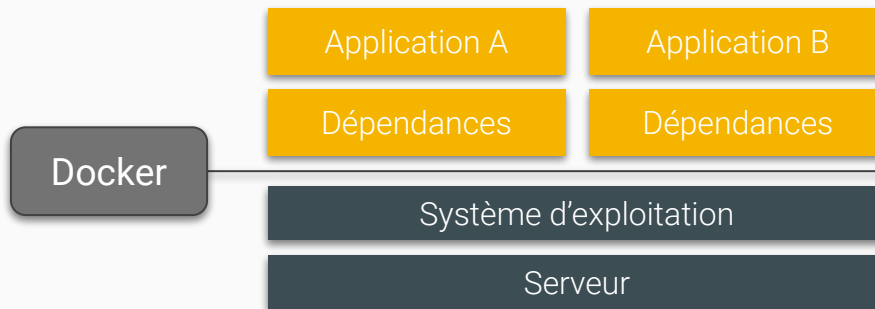 Application A
Application B
Dépendances
Dépendances
Docker
Système d’exploitation
Serveur